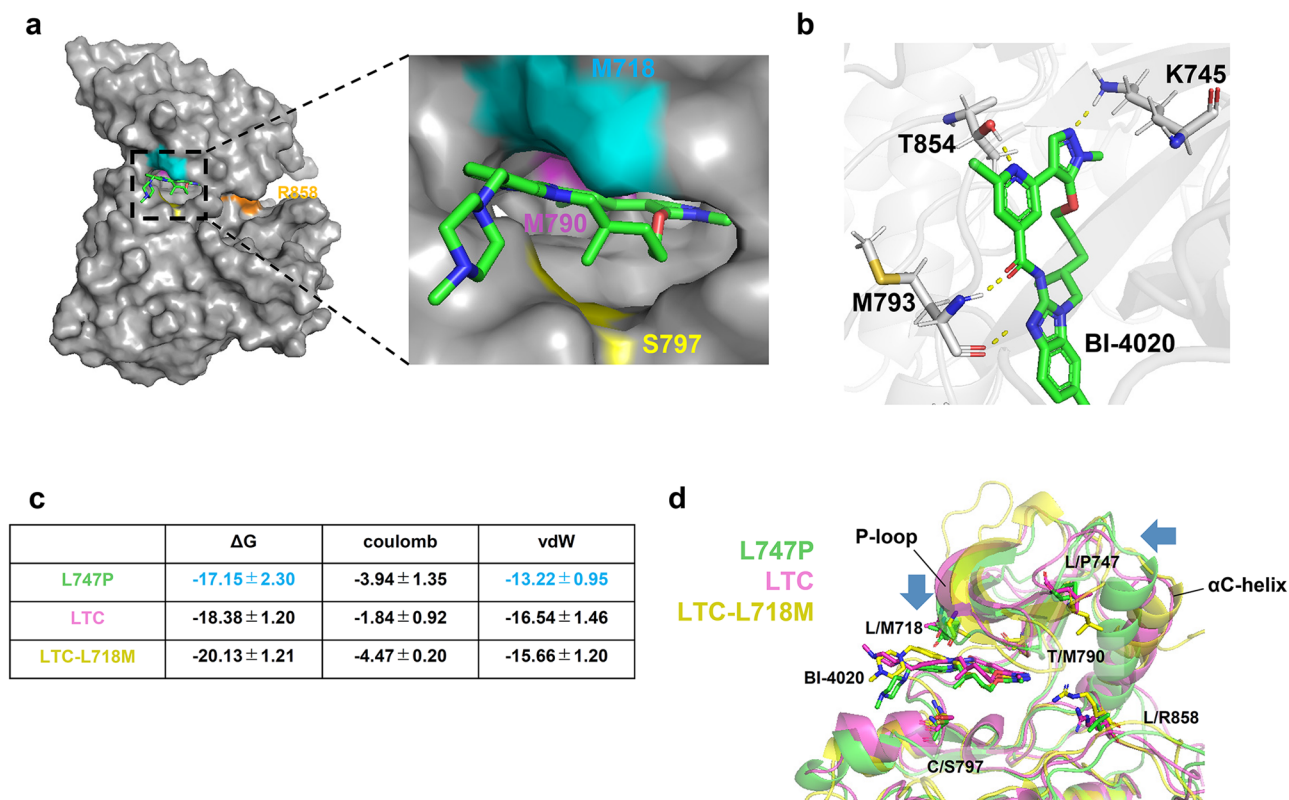 a
M718
R858
M790
S797
b
K745
T854
M793
BI-4020
c
ΔG coulomb vdW
L747P -17.15±2.30 -3.94±1.35 -13.22±0.95
LTC -18.38±1.20 -1.84±0.92 -16.54±1.46
LTC-L718M -20.13±1.21 -4.47±0.20 -15.66±1.20
d
L747P
LTC
LTC-L718M
P-loop
L/P747
αC-helix
L/M718
T/M790
BI-4020
L/R858
C/S797